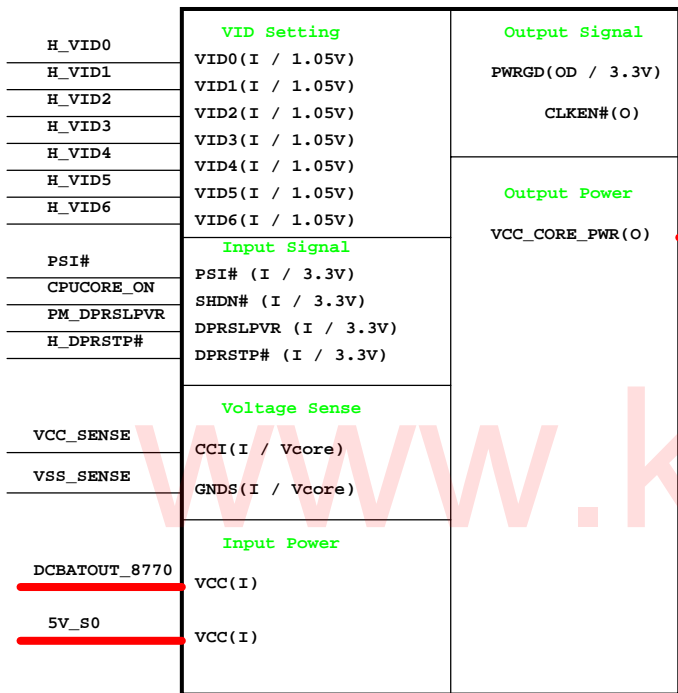 VID Setting
Output Signal
H_VID0
VID0(I / 1.05V)
H_VID1
VID1(I / 1.05V)
PWRGD(OD / 3.3V)
H_VID2
VID2(I / 1.05V)
CLKEN#(O)
H_VID3
VID3(I / 1.05V)
H_VID4
VID4(I / 1.05V)
H_VID5
VID5(I / 1.05V)
Output Power
H_VID6
VID6(I / 1.05V)
VCC_CORE_PWR(O)
Input Signal
PSI#
PSI# (I / 3.3V)
CPUCORE_ON
SHDN# (I / 3.3V)
PM_DPRSLPVR
DPRSLPVR (I / 3.3V)
H_DPRSTP#
DPRSTP# (I / 3.3V)
Voltage Sense
VCC_SENSE
CCI(I / Vcore)
VSS_SENSE
GNDS(I / Vcore)
www.k
Input Power
DCBATOUT_8770
VCC(I)
5V_S0
VCC(I)